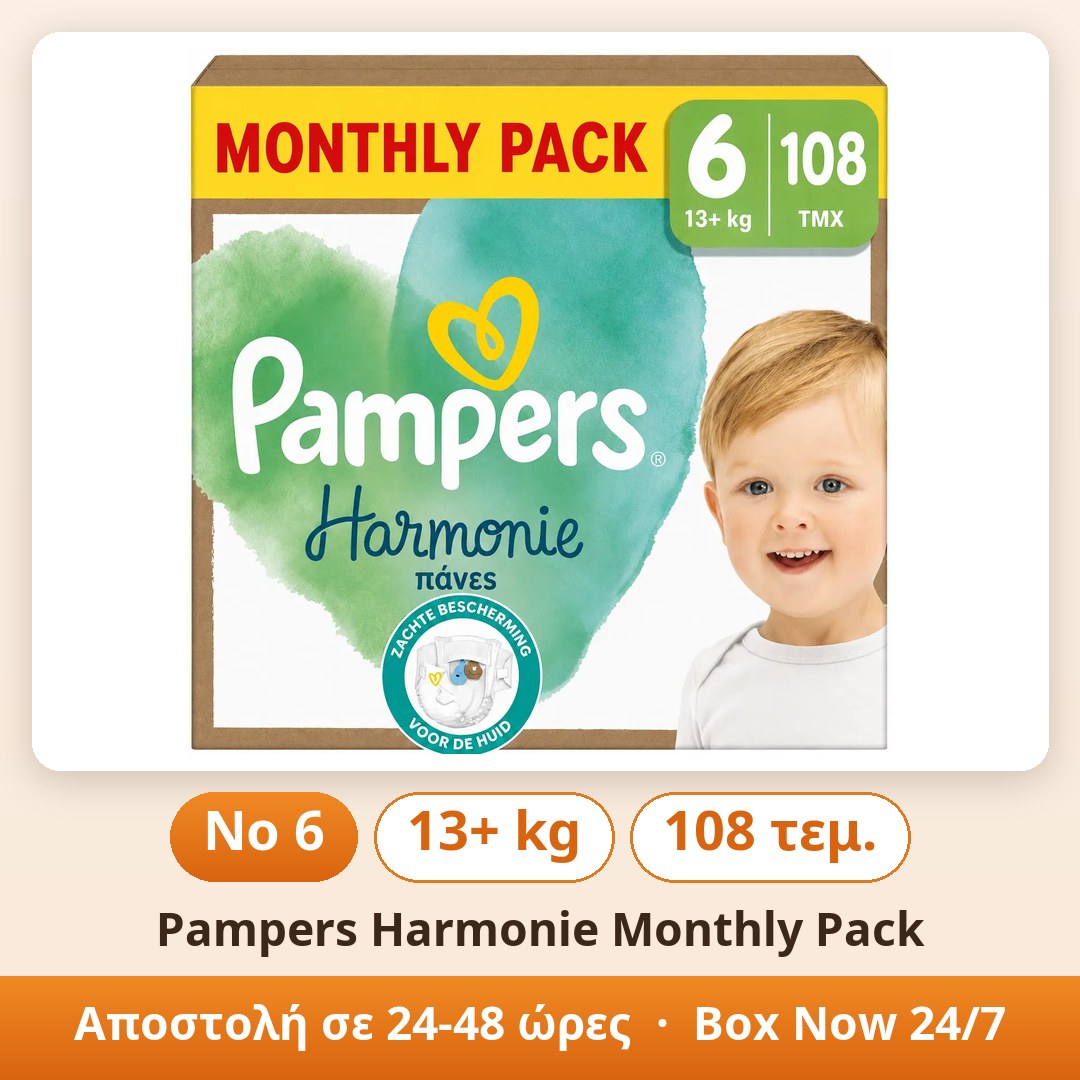 MONTHLY PACK
6
13+ kg
108
ΤΜΧ
Pampers®
Harmonie
πάνες
ZACHTE BESCHERMING
VOOR DE HUID
No 6
13+ kg
108 τεμ.
Pampers Harmonie Monthly Pack
Αποστολή σε 24-48 ώρες · Box Now 24/7